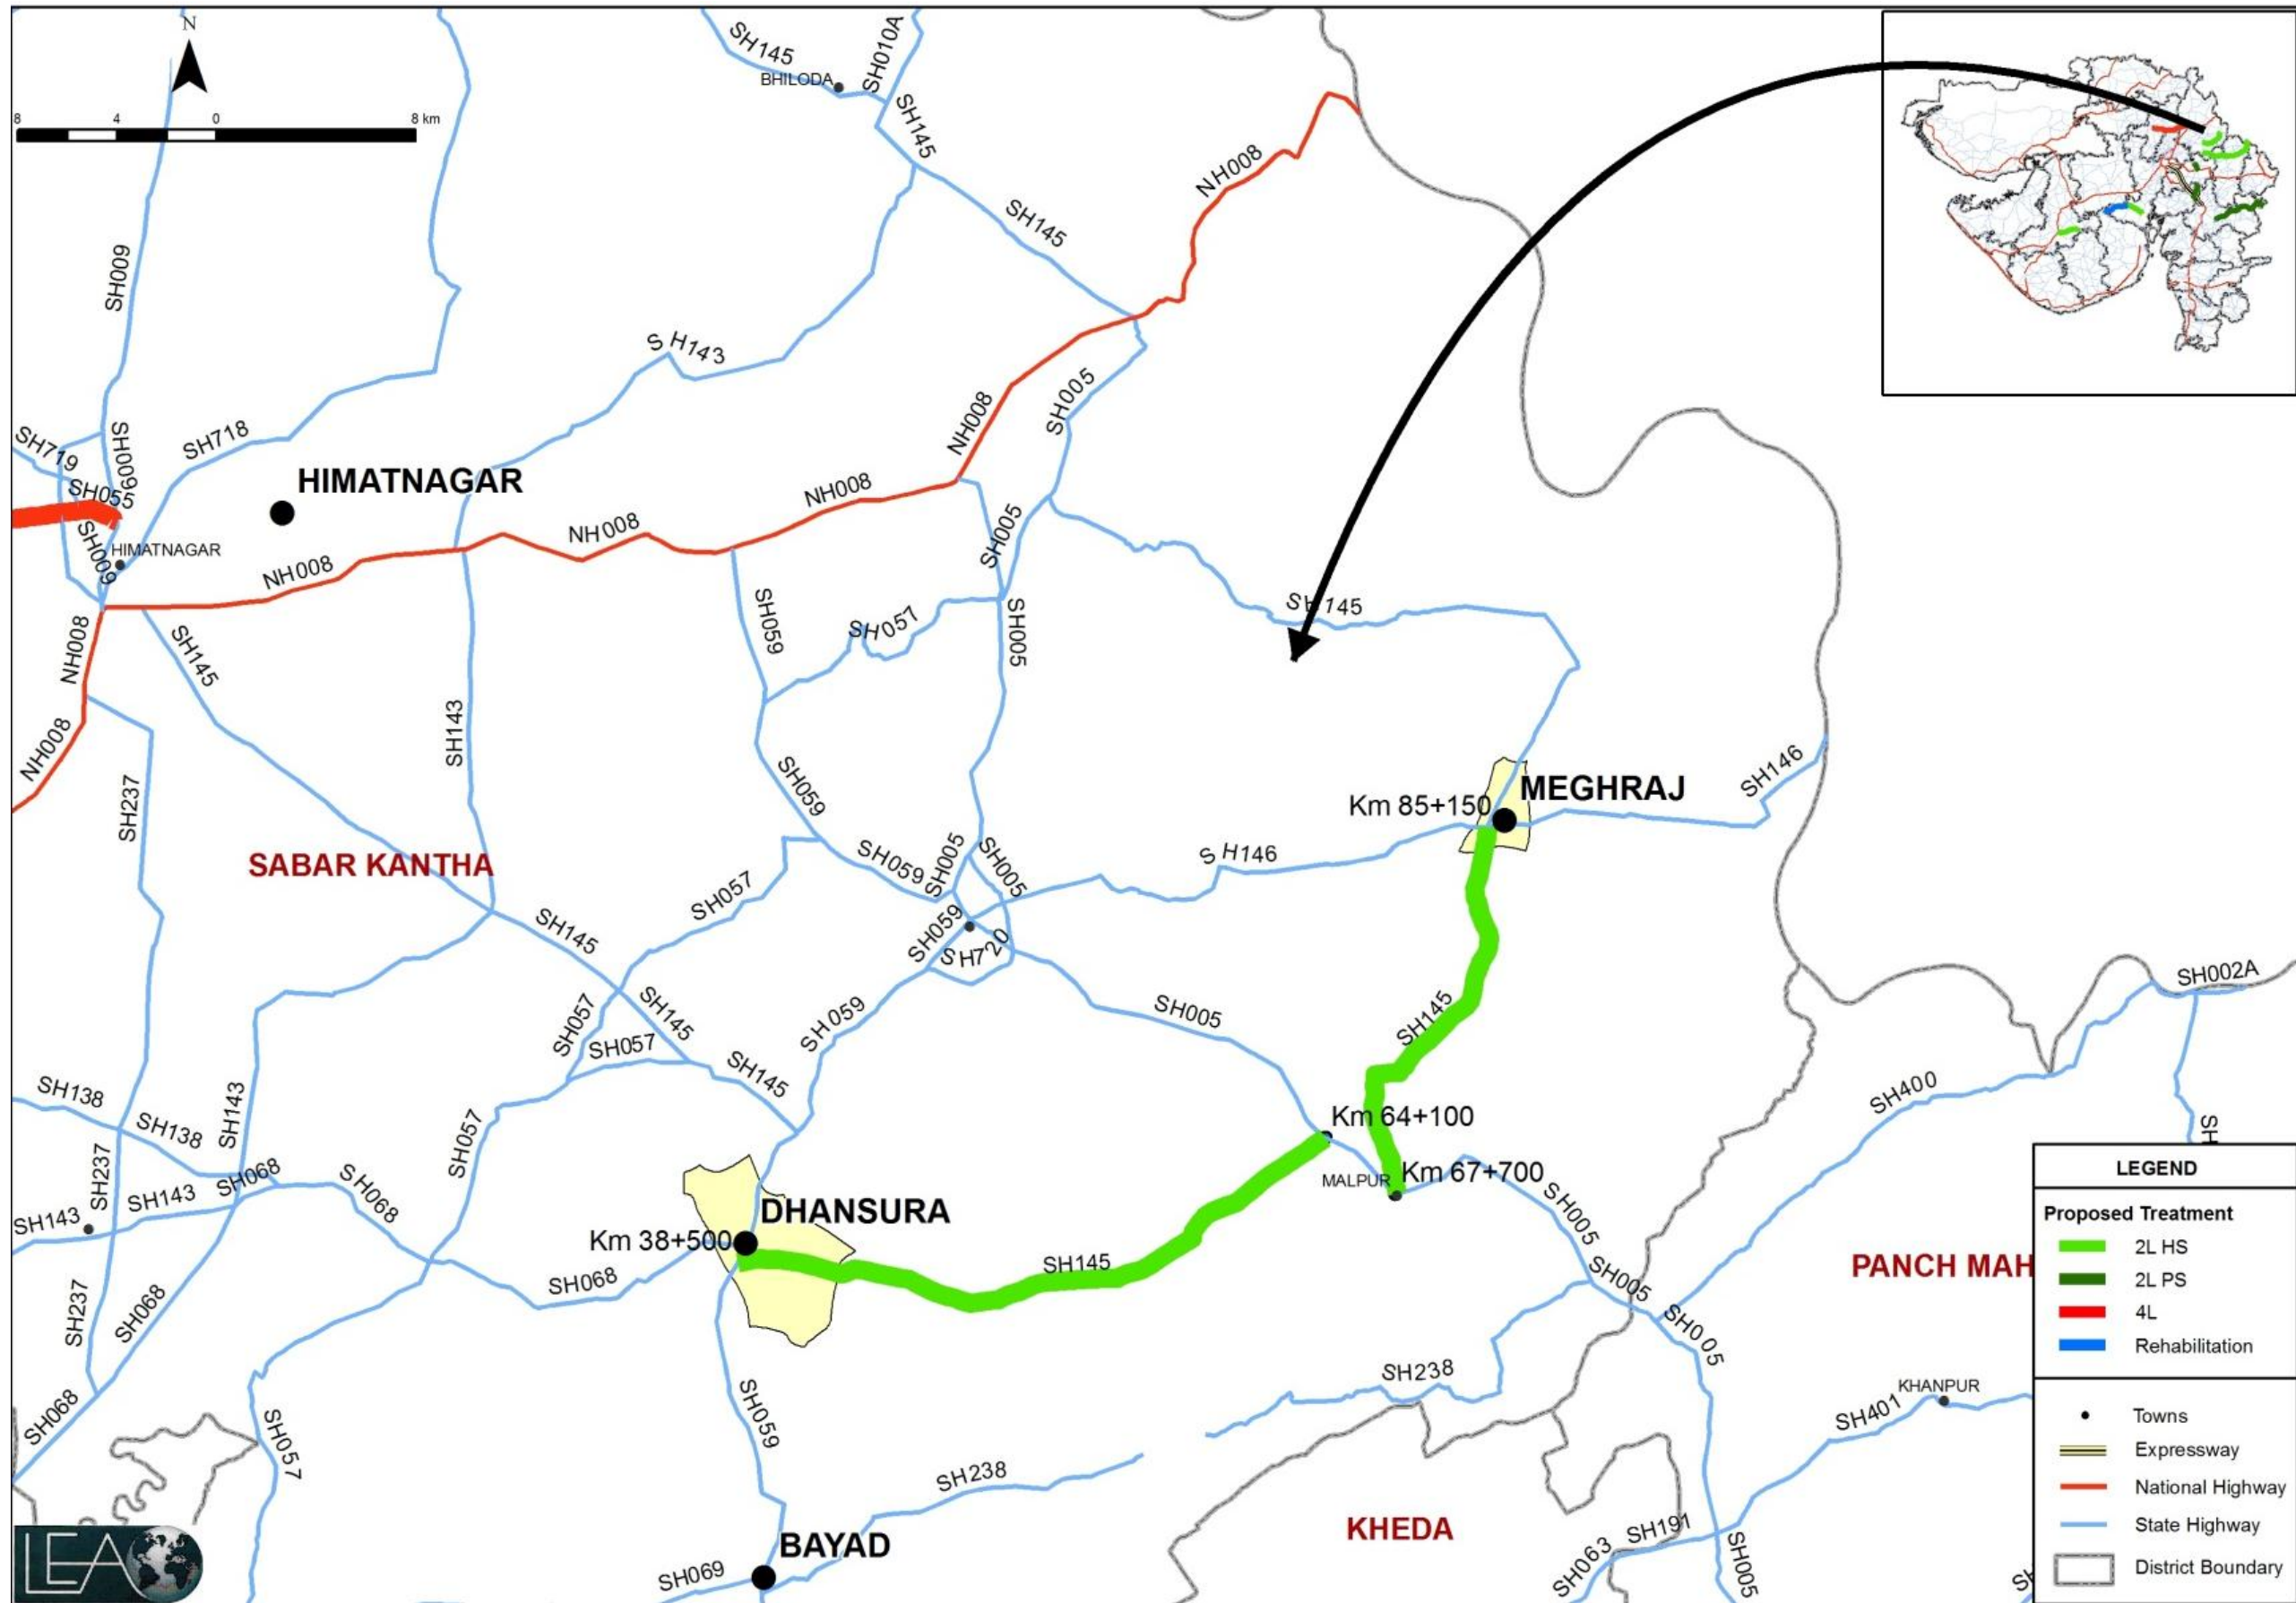 N
8 4 0 8 km
SH145
SH010A
BHILODA
SH145
NH008
SH145
SH009
S H143
SH005
NH008
SH719
SH009
SH718
SH055
HIMATNAGAR
NH008
NH008
SH005
SH009
HIMATNAGAR
NH008
SH145
SH059
SH057
SH005
NH008
SH145
SH143
NH008
SH237
SH059
SH146
MEGHRAJ
Km 85+150
SABAR KANTHA
SH059
SH005
SH005
S H146
SH057
SH145
SH059
S H720
SH002A
SH145
SH057
SH057
SH059
SH005
SH145
SH145
SH400
SH138
SH138
SH143
SH057
Km 64+100
SH
SH237
SH068
SH068
MALPUR
Km 67+700
SH143
SH143
DHANSURA
SH005
Km 38+500
SH145
SH068
SH005
PANCH MAH
SH237
SH068
SH005
SH238
KHANPUR
SH401
SH068
SH057
SH059
SH238
KHEDA
SH191
SH063
SH005
BAYAD
SH069
LEA
LEGEND
Proposed Treatment
2L HS
2L PS
4L
Rehabilitation
Towns
Expressway
National Highway
State Highway
District Boundary